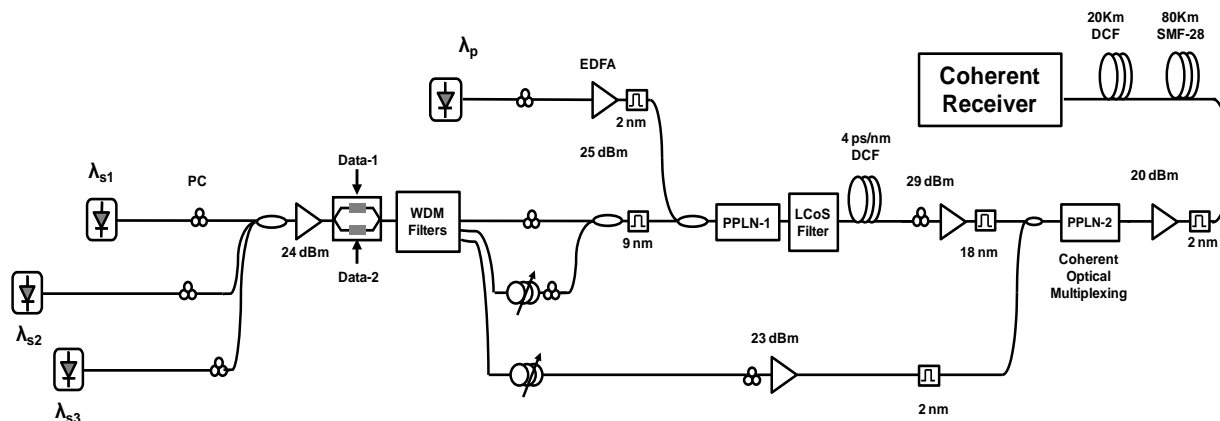 λp
EDFA
2 nm
25 dBm
20Km
DCF
80Km
SMF-28
Coherent
Receiver
λs1
PC
24 dBm
Data-1
Data-2
WDM
Filters
9 nm
PPLN-1
LCoS
Filter
4 ps/nm
DCF
29 dBm
18 nm
PPLN-2
Coherent
Optical
Multiplexing
20 dBm
2 nm
λs2
λs3
23 dBm
2 nm